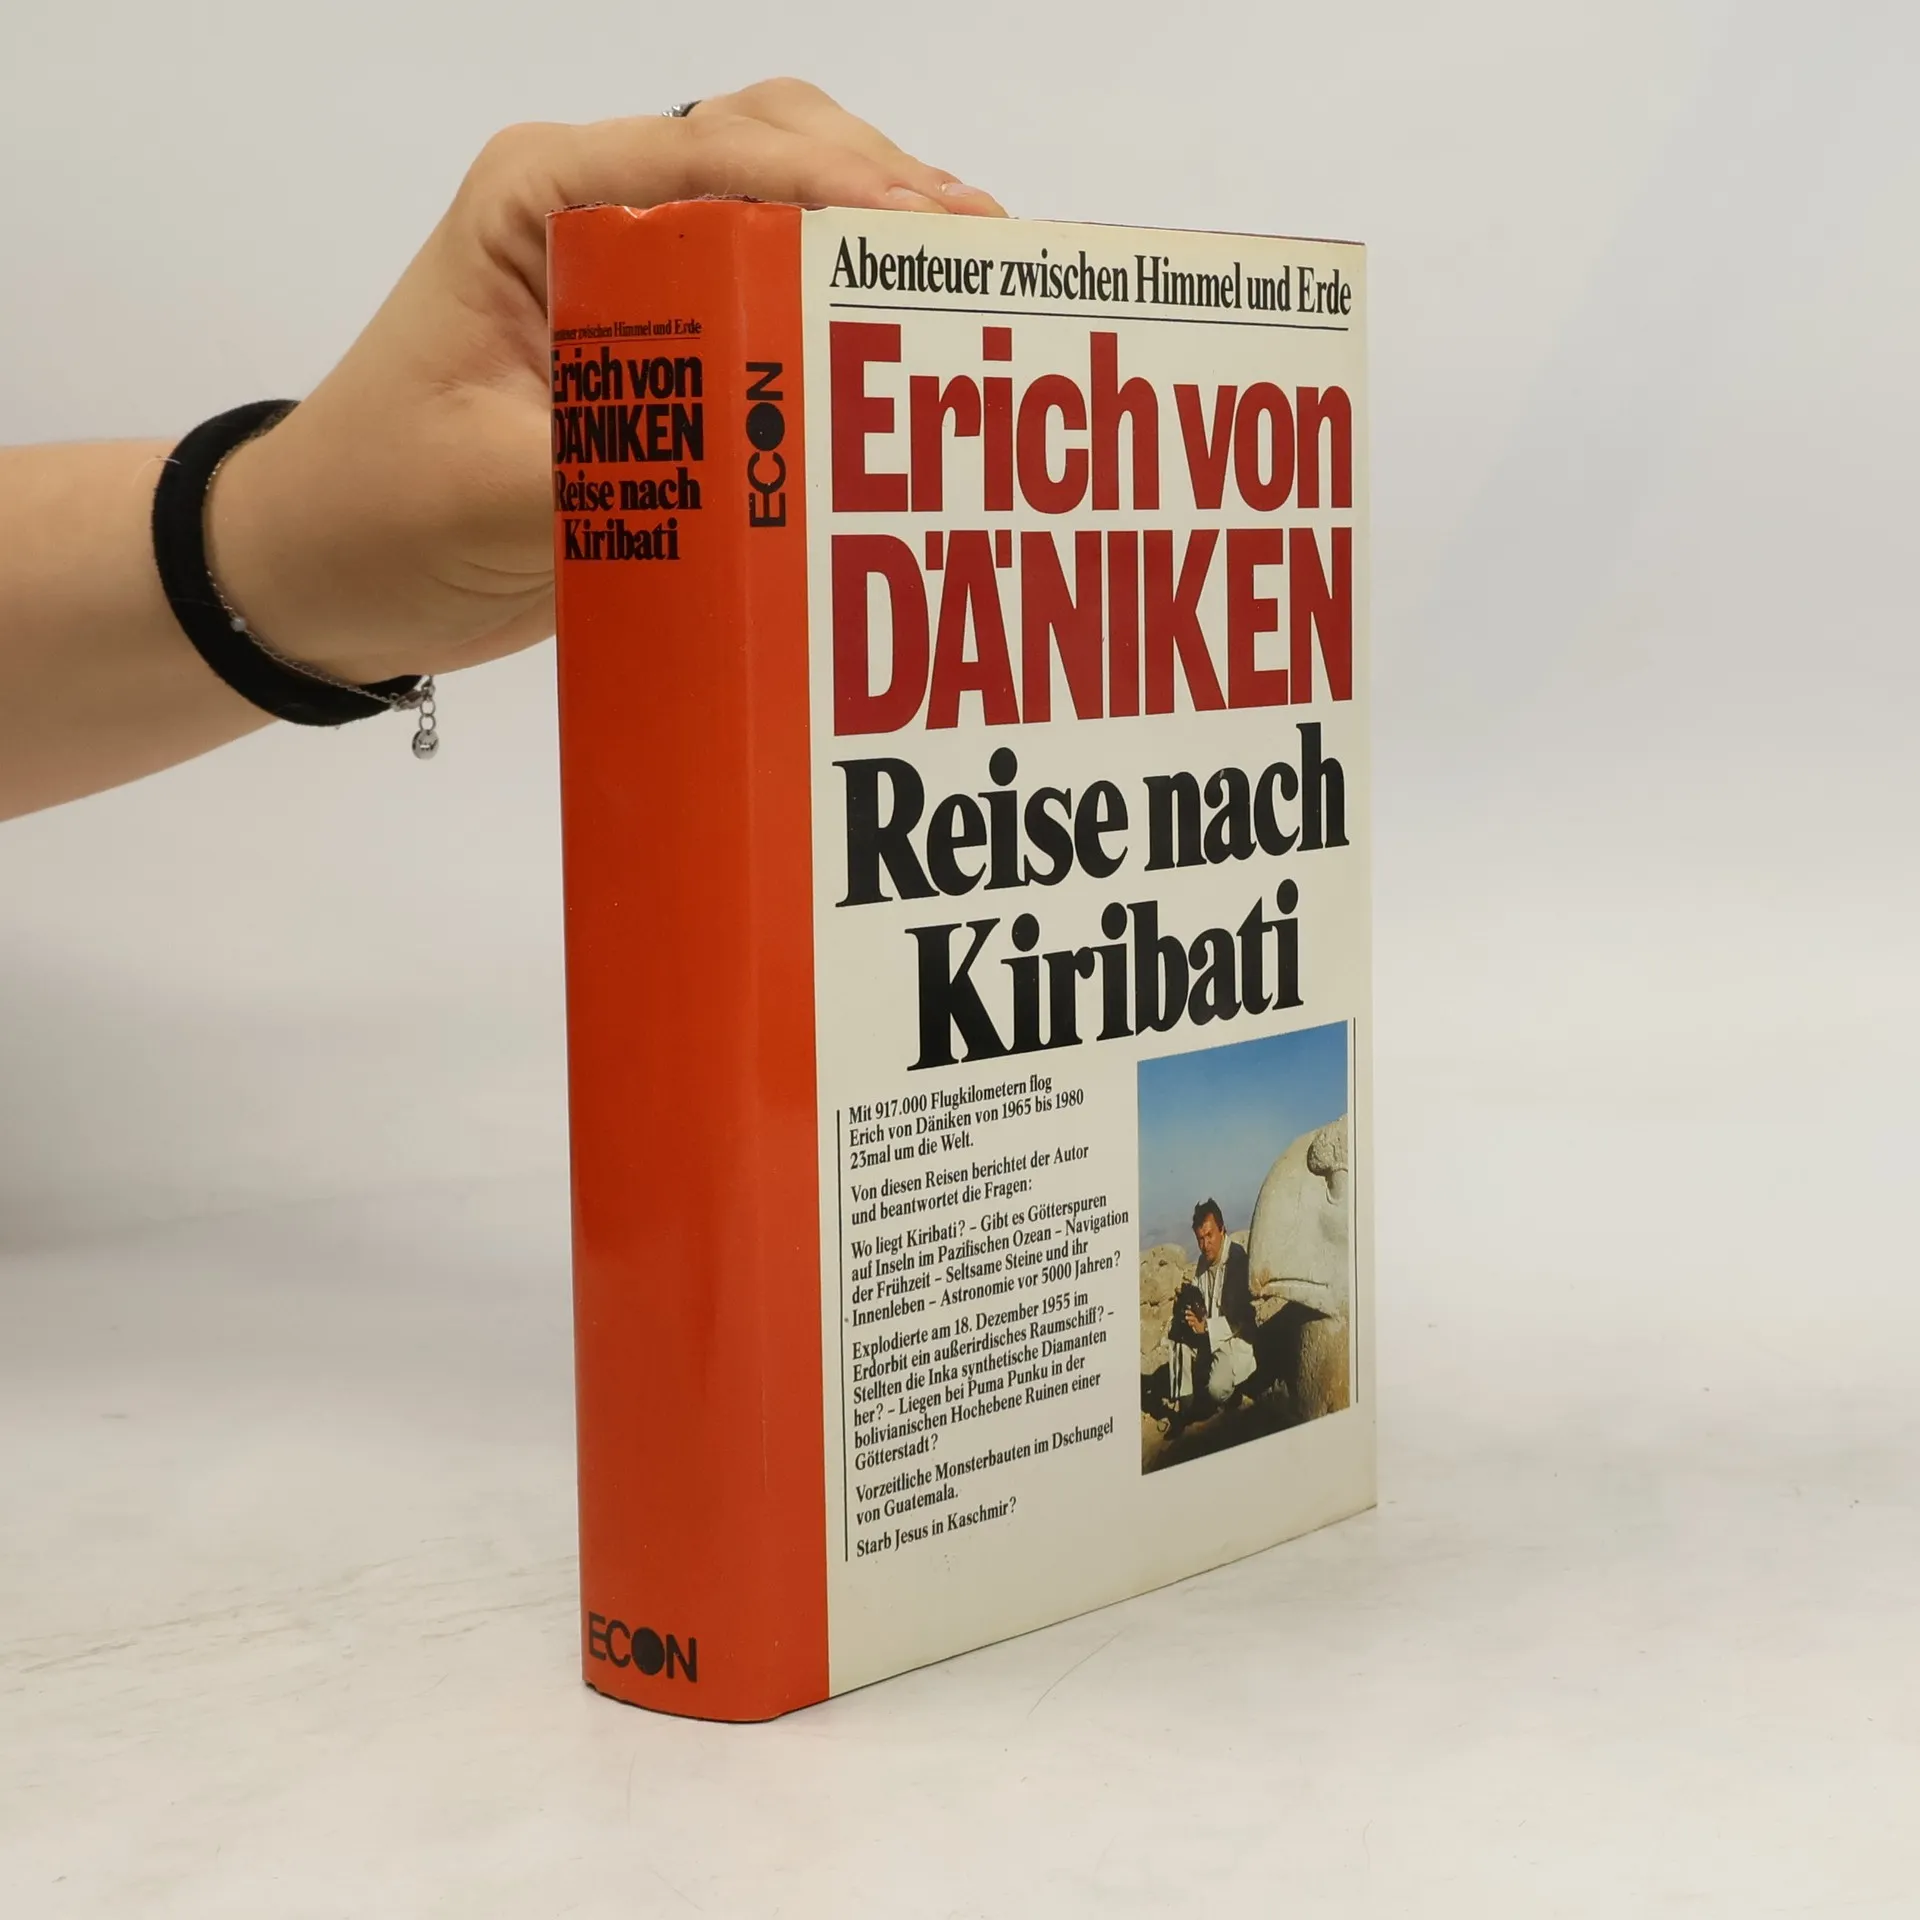 Abenteuer zwischen Himmel und Erde
Erich von
DÄNIKEN
Reise nach
Kiribati
Mit 917.000 Flugkilometern flog
Erich von Däniken von 1965 bis 1980
23mal um die Welt.
Von diesen Reisen berichtet der Autor
und beantwortet die Fragen:
Wo liegt Kiribati? – Gibt es Götterspuren
auf Inseln im Pazifischen Ozean – Navigation
der Frühzeit – Seltsame Steine und ihr
Innenleben – Astronomie vor 5000 Jahren?
Explodierte am 18. Dezember 1955 im
Erdorbit ein außerirdisches Raumschiff? –
Stellten die Inka synthetische Diamanten
her? – Liegen bei Puma Punku in der
bolivianischen Hochebene Ruinen einer
Götterstadt?
Vorzeitliche Monsterbauten im Dschungel
von Guatemala.
Starb Jesus in Kaschmir?
zwischen Himmel und Erde
Erich von
DÄNIKEN
Reise nach
Kiribati
ECON
ECON